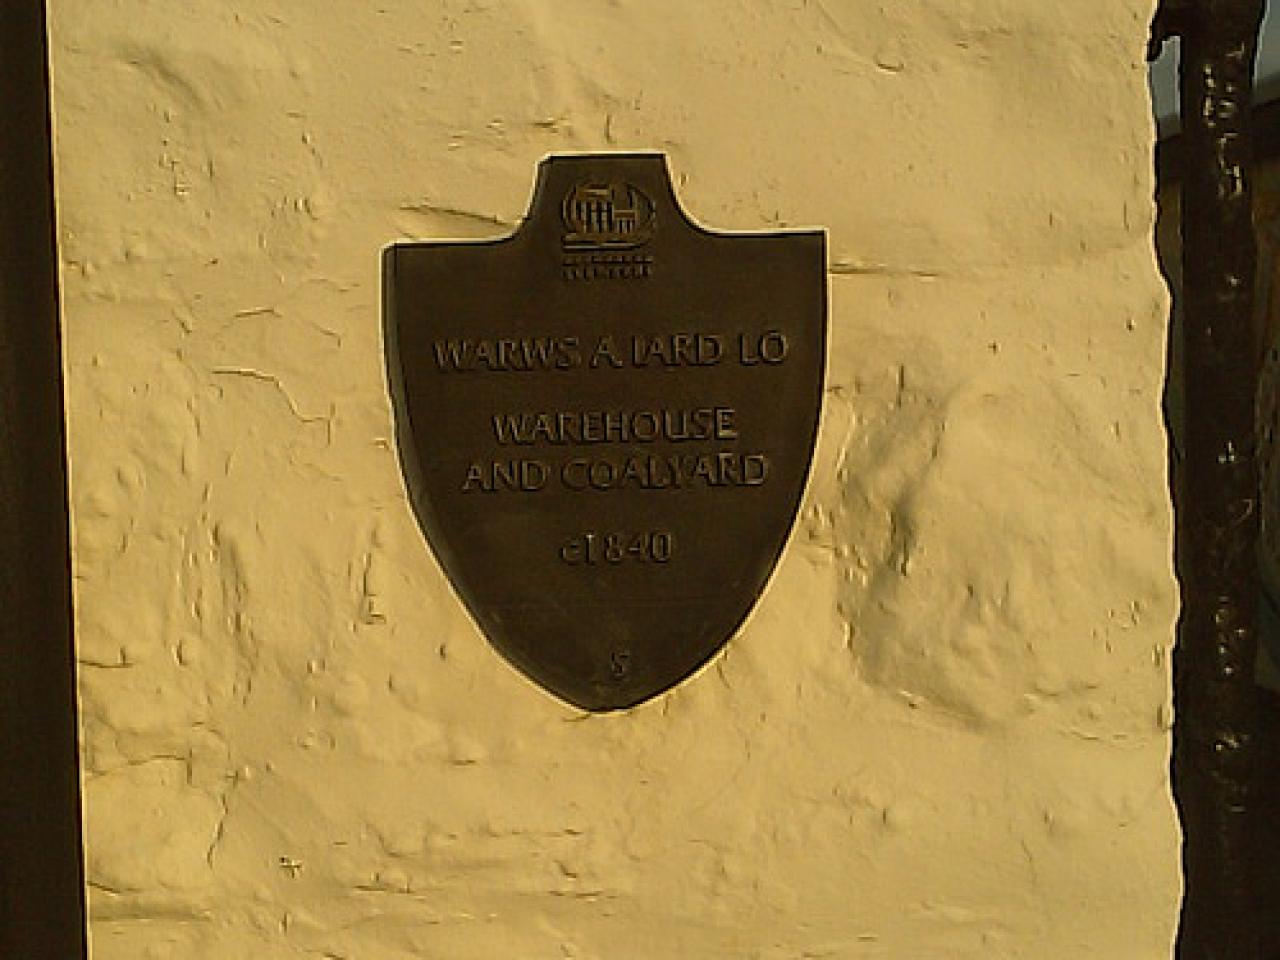 WARWS A IARD LO
WAREHOUSE
AND COALYARD
c1840
S